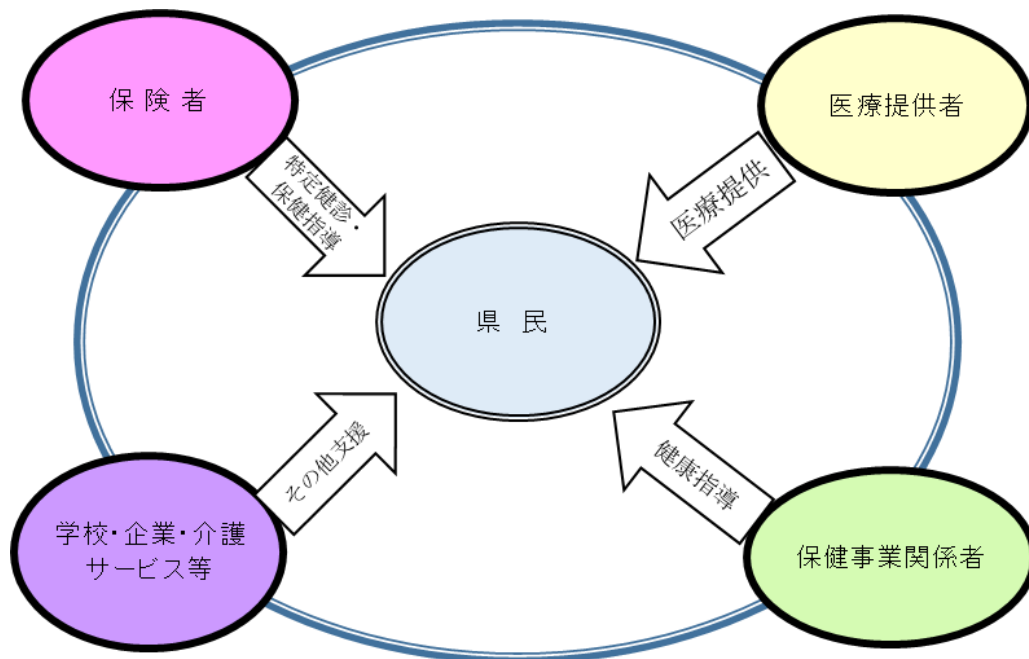 保険者
医療提供者
特定健診・
保健指導
医療提供
県民
その他支援
健康指導
学校・企業・介護
サービス等
保健事業関係者